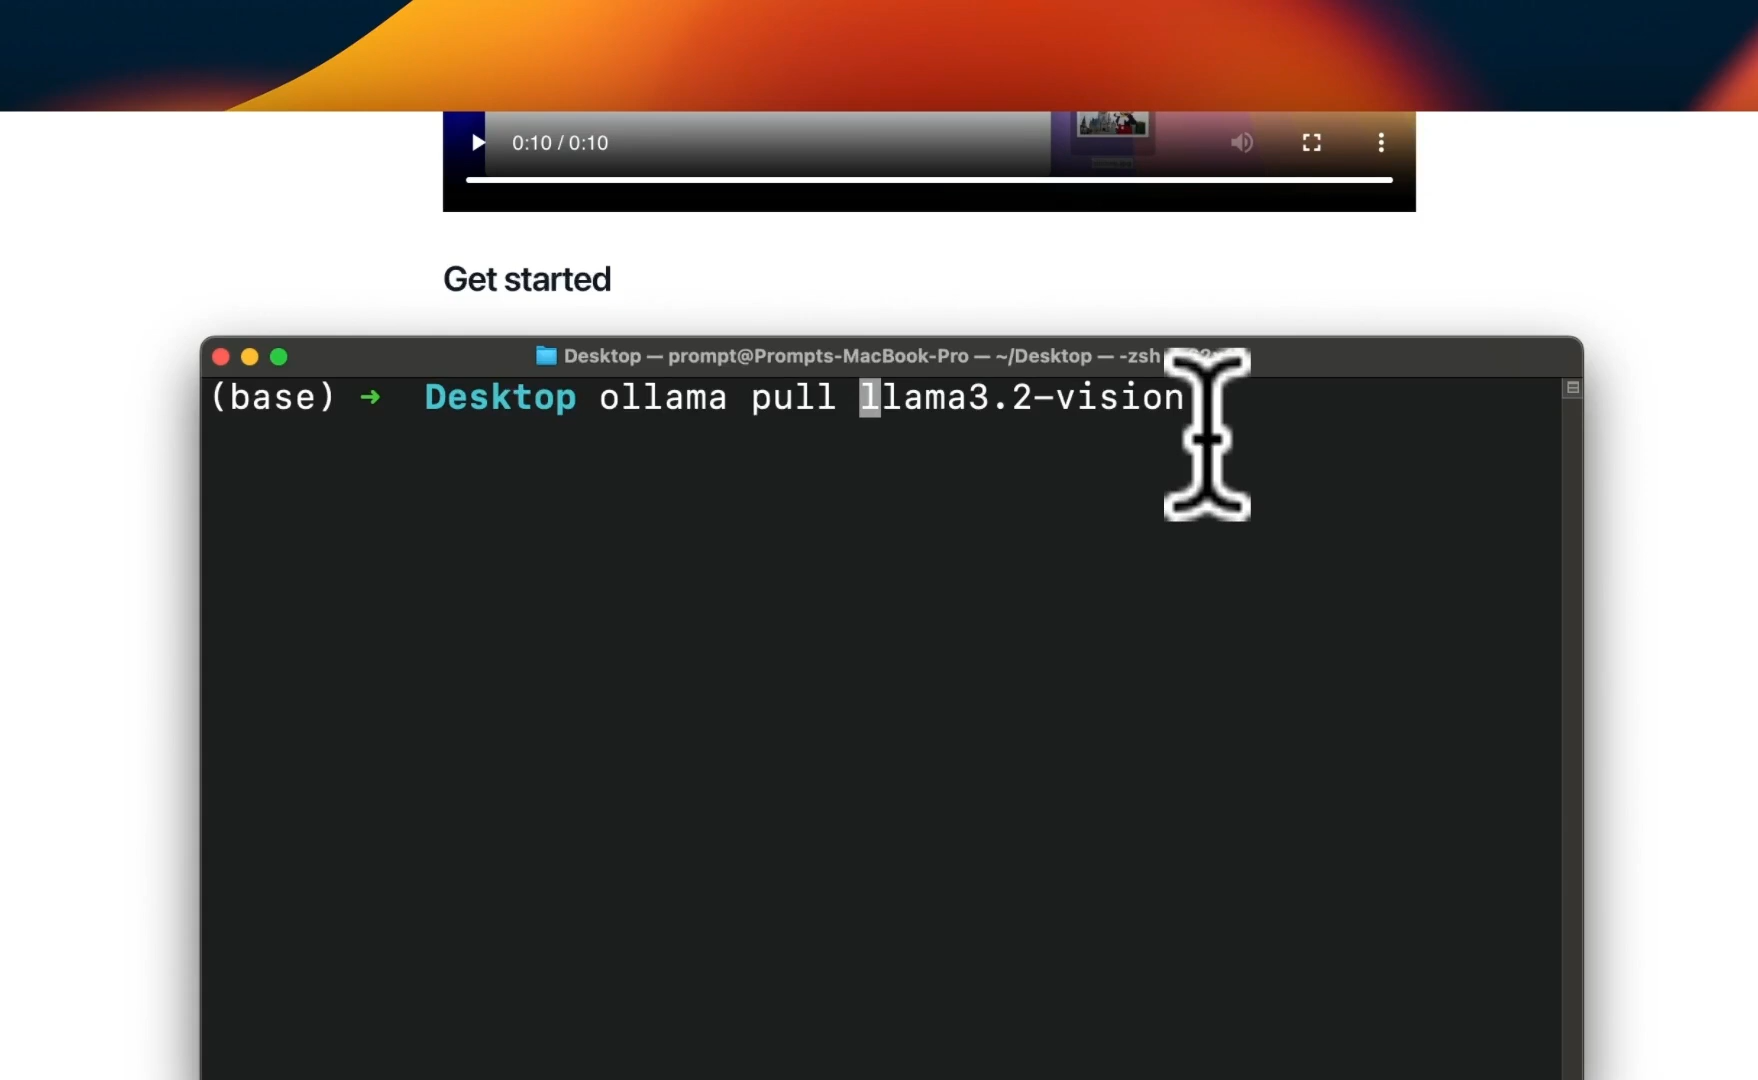 0:10 / 0:10
Get started
Desktop — prompt@Prompts-MacBook-Pro — ~/Desktop — -zsh
(base) ➜ Desktop ollama pull llama3.2-vision